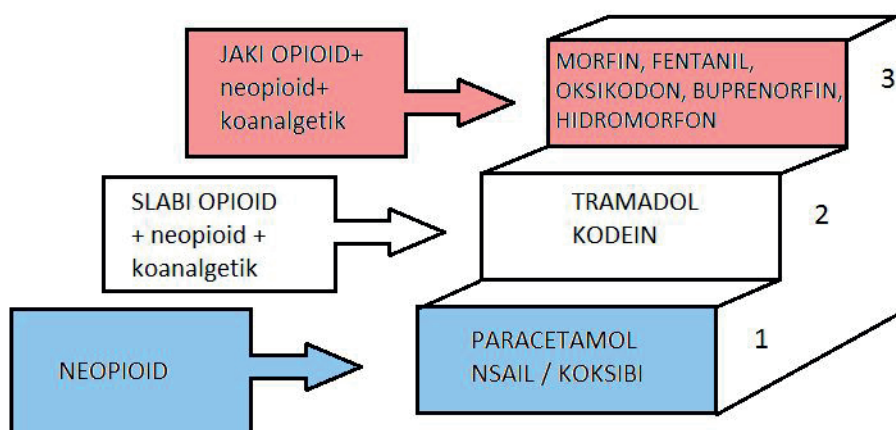 JAKI OPIOID+
neopioid+
koanalgetik
MORFIN, FENTANIL,
OKSIKODON, BUPRENORFIN,
HIDROMORFON
3
SLABI OPIOID
+ neopioid +
koanalgetik
TRAMADOL
KODEIN
2
NEOPIOID
PARACETAMOL
NSAIL / KOKSIBI
1